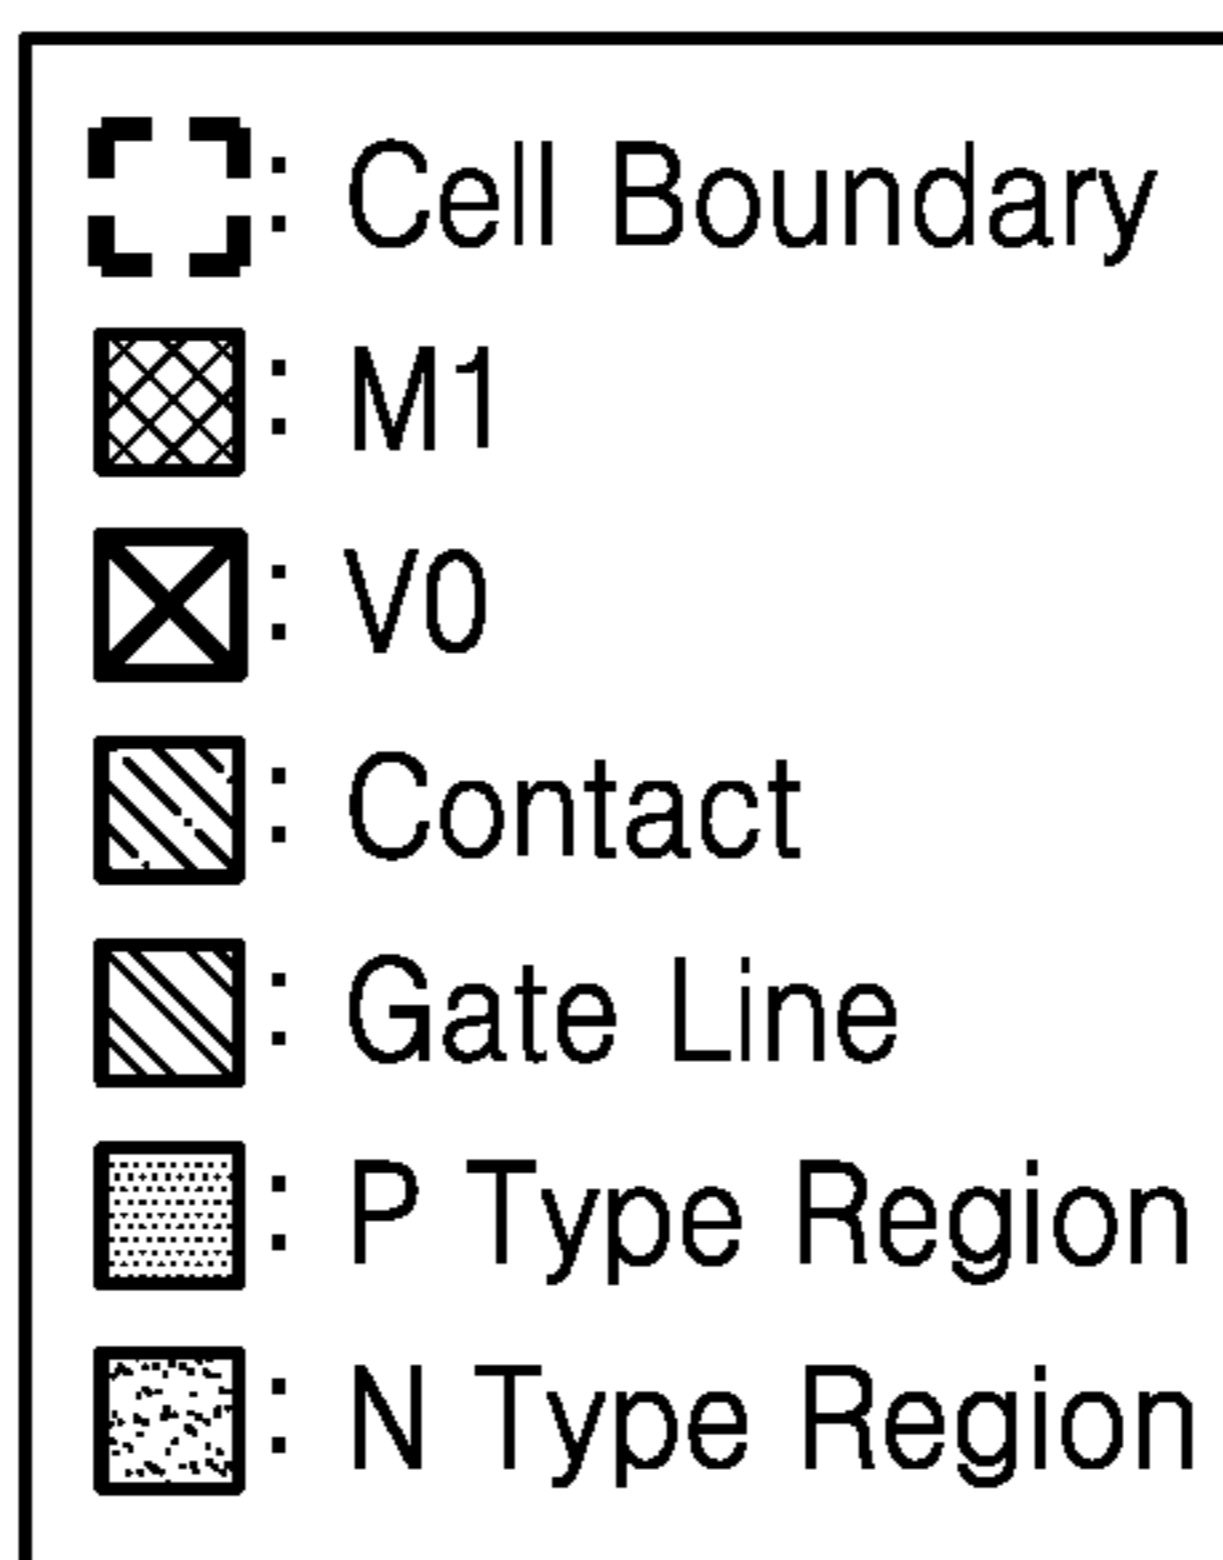 : Cell Boundary
: M1
: V0
: Contact
: Gate Line
: P Type Region
: N Type Region